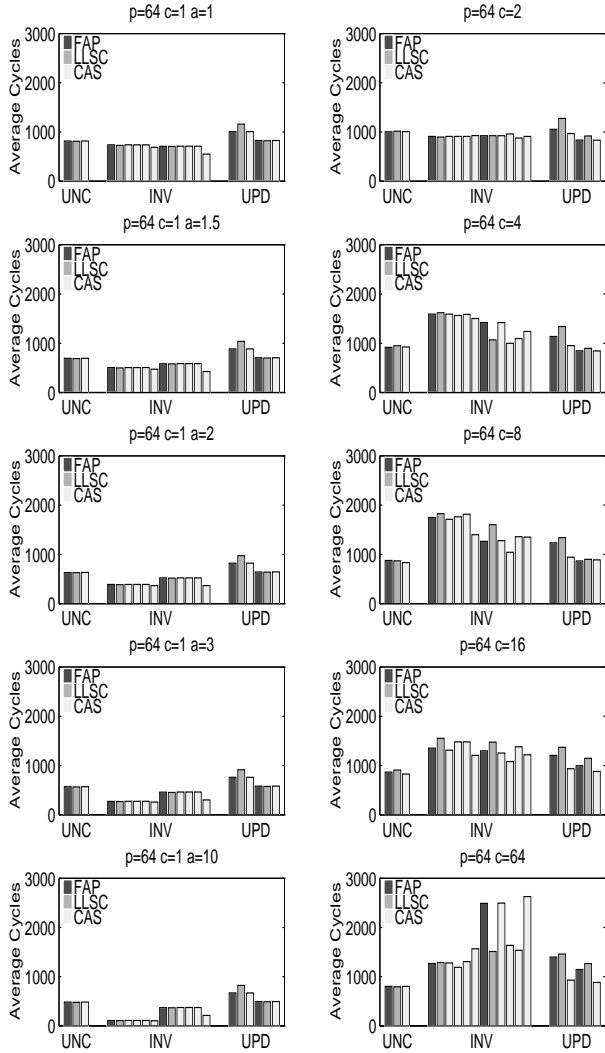 p=64 c=1 a=1
Average Cycles
3000
2000
1000
0
FAP
LLSC
CAS
UNC INV UPD
p=64 c=2
Average Cycles
3000
2000
1000
0
FAP
LLSC
CAS
UNC INV UPD
p=64 c=1 a=1.5
Average Cycles
3000
2000
1000
0
FAP
LLSC
CAS
UNC INV UPD
p=64 c=4
Average Cycles
3000
2000
1000
0
FAP
LLSC
CAS
UNC INV UPD
p=64 c=1 a=2
Average Cycles
3000
2000
1000
0
FAP
LLSC
CAS
UNC INV UPD
p=64 c=8
Average Cycles
3000
2000
1000
0
FAP
LLSC
CAS
UNC INV UPD
p=64 c=1 a=3
Average Cycles
3000
2000
1000
0
FAP
LLSC
CAS
UNC INV UPD
p=64 c=16
Average Cycles
3000
2000
1000
0
FAP
LLSC
CAS
UNC INV UPD
p=64 c=1 a=10
Average Cycles
3000
2000
1000
0
FAP
LLSC
CAS
UNC INV UPD
p=64 c=64
Average Cycles
3000
2000
1000
0
FAP
LLSC
CAS
UNC INV UPD